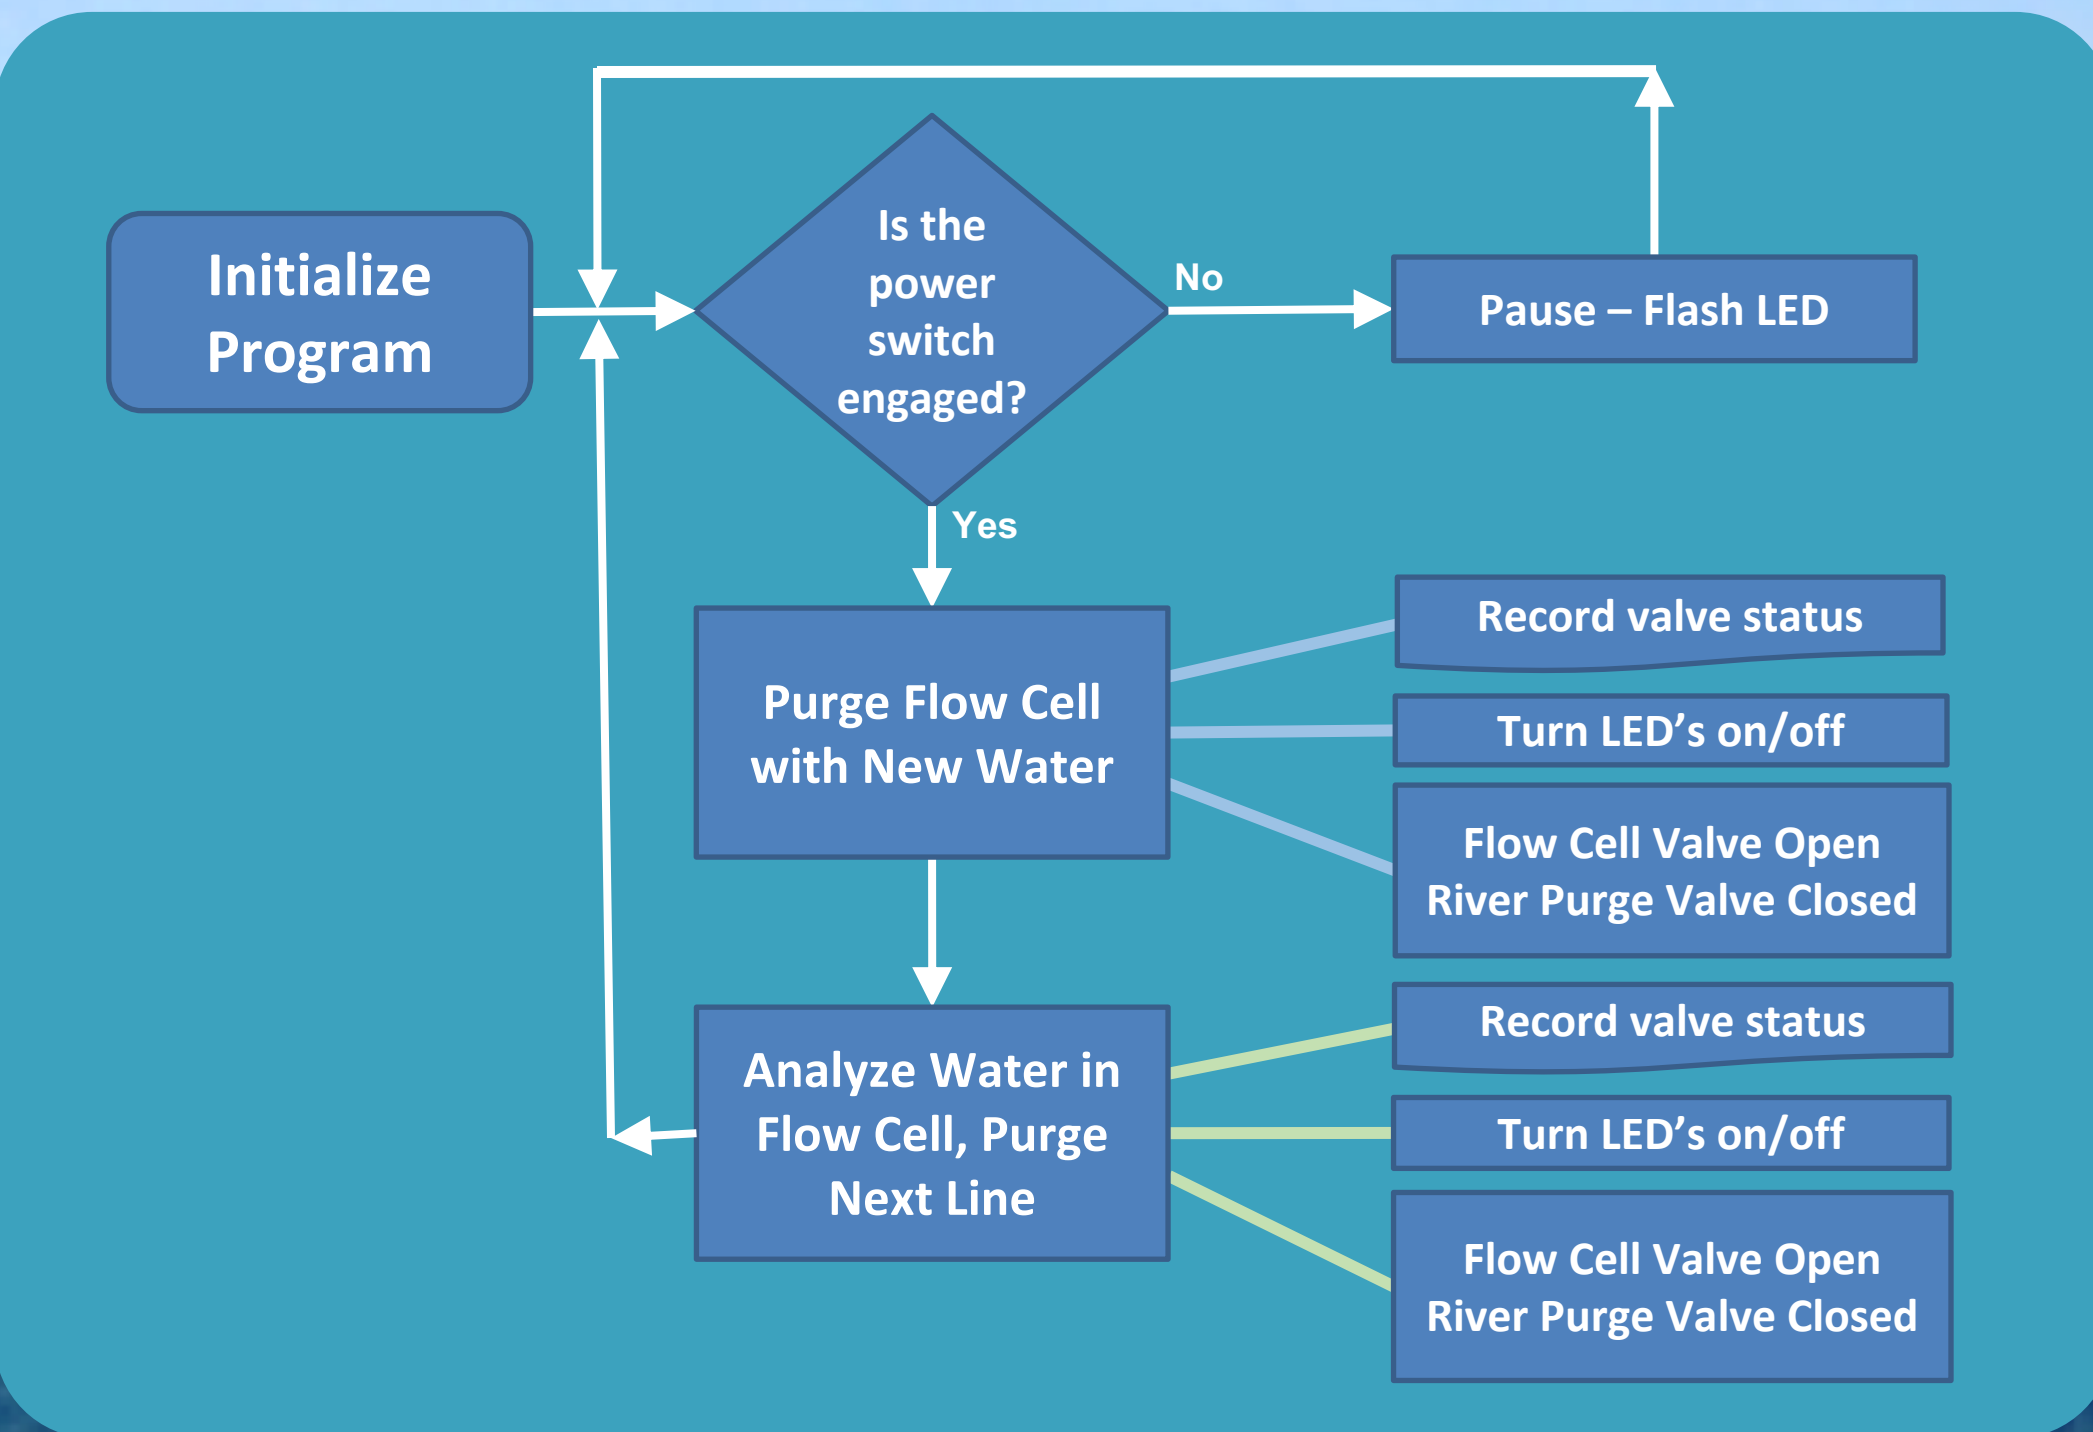 Initialize
Program
Is the
power
switch
engaged?
No
Pause – Flash LED
Yes
Purge Flow Cell
with New Water
Record valve status
Turn LED’s on/off
Flow Cell Valve Open
River Purge Valve Closed
Analyze Water in
Flow Cell, Purge
Next Line
Record valve status
Turn LED’s on/off
Flow Cell Valve Open
River Purge Valve Closed